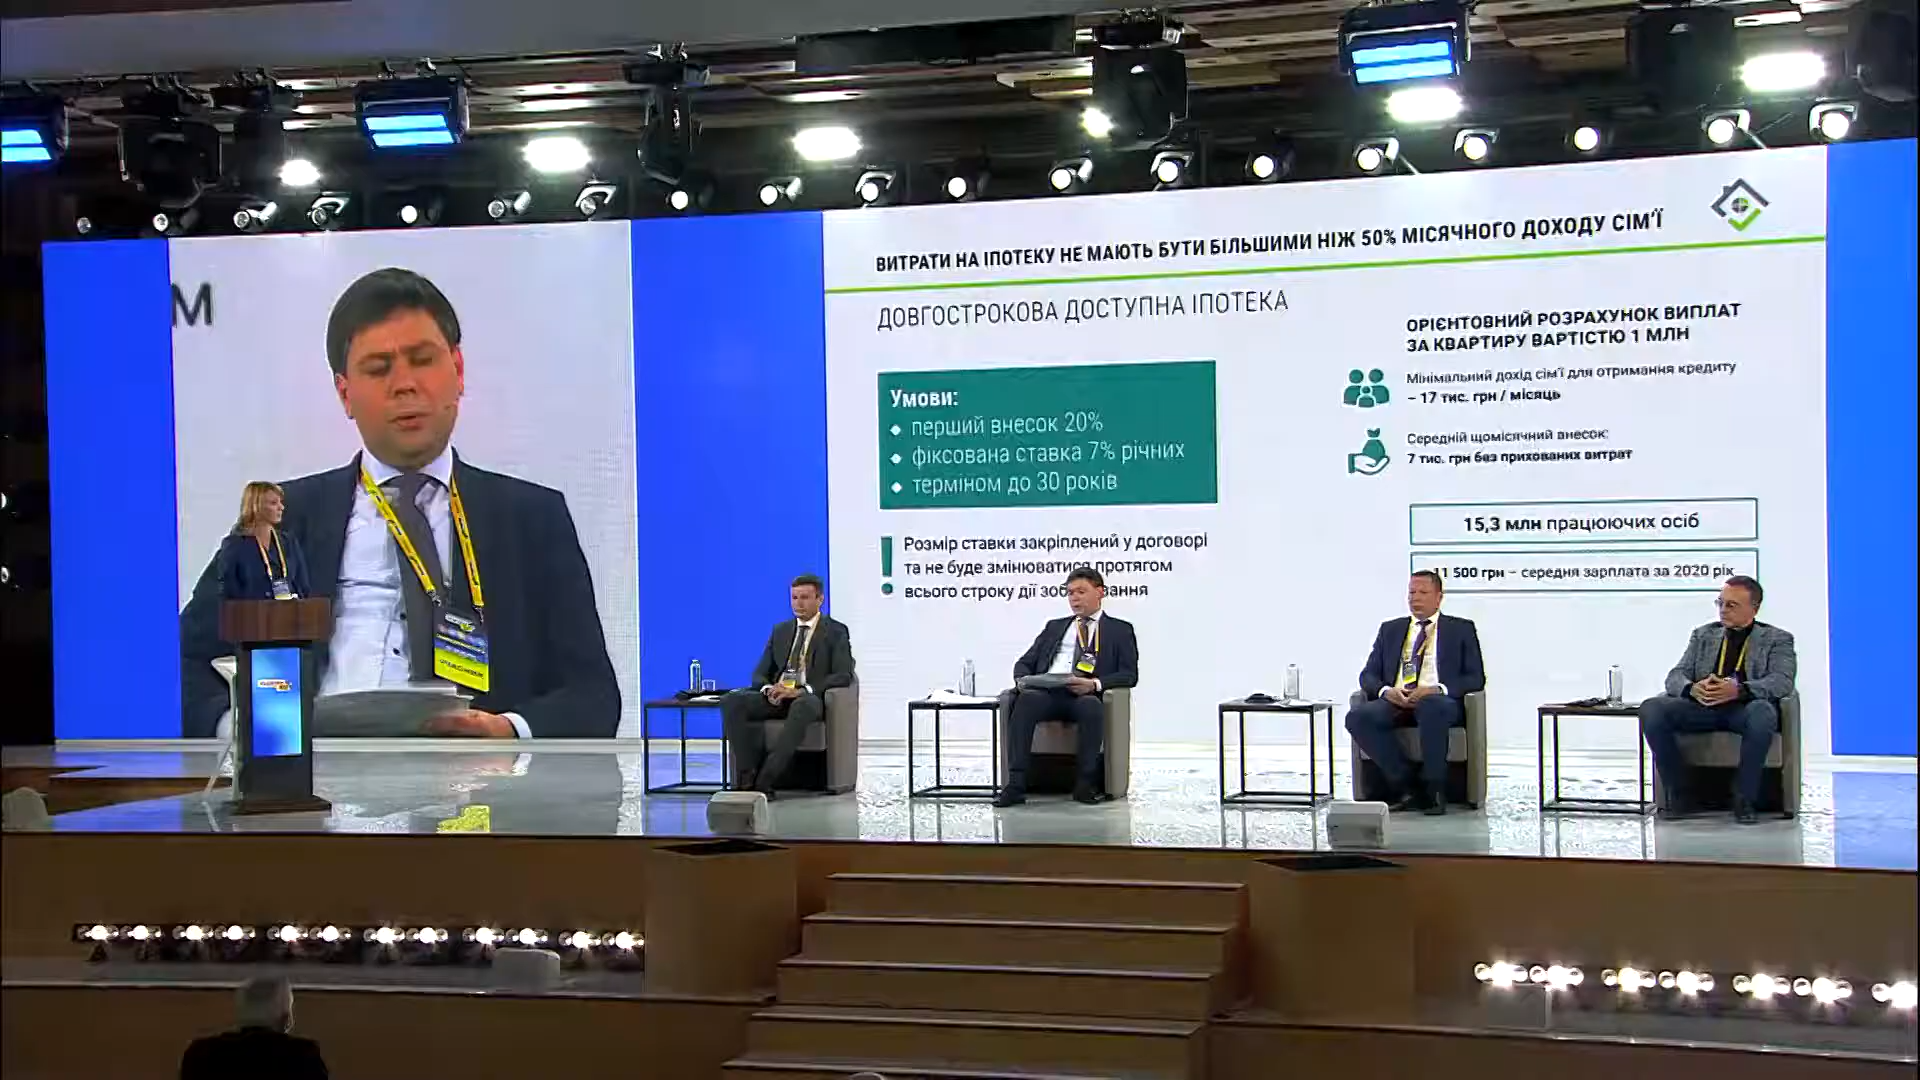 М
ВИТРАТИ НА ІПОТЕКУ НЕ МАЮТЬ БУТИ БІЛЬШИМИ НІЖ 50% МІСЯЧНОГО ДОХОДУ СІМ'Ї
ДОВГОСТРОКОВА ДОСТУПНА ІПОТЕКА
Умови:
перший внесок 20%
фіксована ставка 7% річних
терміном до 30 років
! Розмір ставки закріплений у договорі
та не буде змінюватися протягом
всього строку дії
ОРІЄНТОВНИЙ РОЗРАХУНОК ВИПЛАТ
ЗА КВАРТИРУ ВАРТІСТЮ 1 МЛН
Мінімальний дохід сім'ї для отримання кредиту
– 17 тис. грн / місяць
Середній щомісячний внесок:
7 тис. грн без прихованих витрат
15,3 млн працюючих осіб
11 500 грн – середня зарплата за 2020 рік